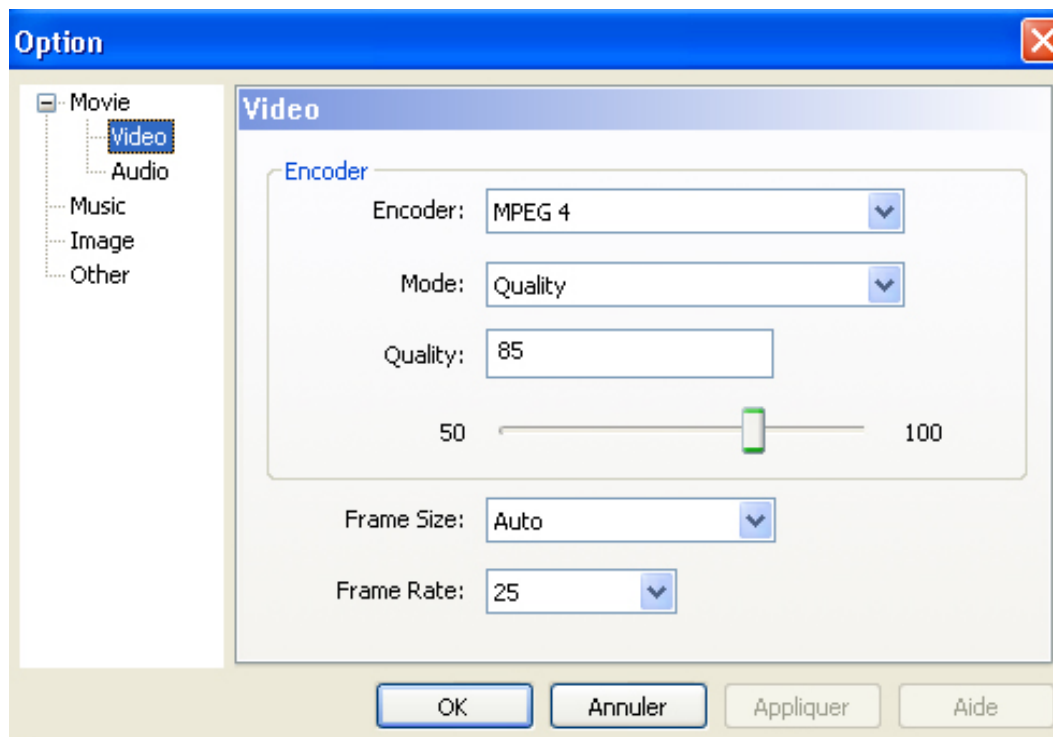 Option
Movie
Video
Audio
Music
Image
Other
Video
Encoder
Encoder: MPEG 4
Mode: Quality
Quality: 85
50 100
Frame Size: Auto
Frame Rate: 25
OK Annuler Appliquer Aide